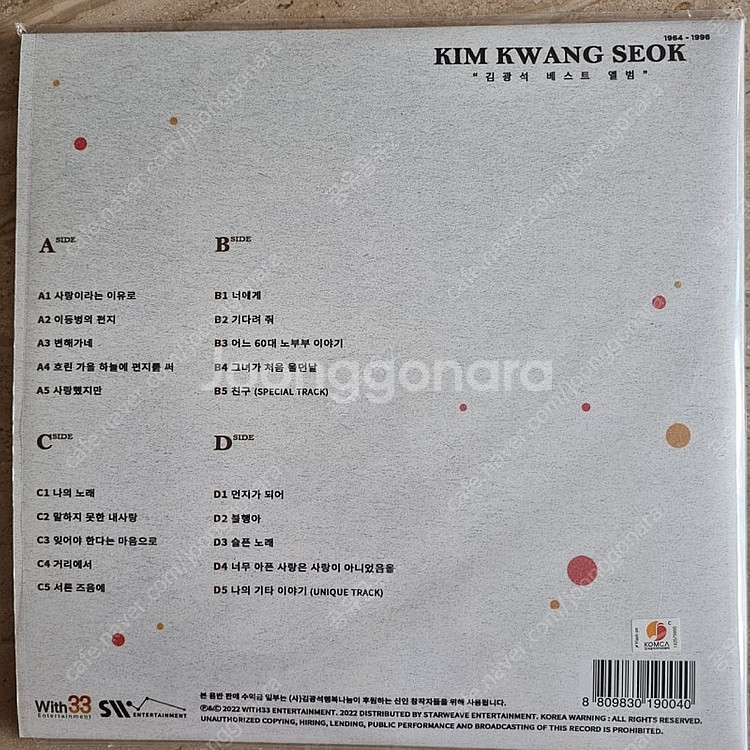 1964 - 1996
KIM KWANG SEOK
“ 김 광 석 베 스 트 앨 범 ”
A SIDE
A1 사랑이라는 이유로
A2 이등병의 편지
A3 변해가네
A4 흐린 가을 하늘에 편지를 써
A5 사랑했지만
B SIDE
B1 너에게
B2 기다려 줘
B3 어느 60대 노부부 이야기
B4 그녀가 처음 울던날
B5 친구 (SPECIAL TRACK)
Joonggonara
C SIDE
C1 나의 노래
C2 말하지 못한 내사랑
C3 잊어야 한다는 마음으로
C4 거리에서
C5 서른 즈음에
D SIDE
D1 먼지가 되어
D2 불행아
D3 슬픈 노래
D4 너무 아픈 사랑은 사랑이 아니었음을
D5 나의 기타 이야기 (UNIQUE TRACK)
KOMCA
With33
Entertainment
SW
ENTERTAINMENT
본 음반 판매 수익금 일부는 (사)김광석행복나눔이 후원하는 신인 창작자들을 위해 사용됩니다.
Ⓟ&© 2022 WITH33 ENTERTAINMENT. 2022 DISTRIBUTED BY STARWEAVE ENTERTAINMENT. KOREA WARNING : ALL RIGHTS RESERVED.
UNAUTHORIZED COPYING, HIRING, LENDING, PUBLIC PERFORMANCE AND BROADCASTING OF THIS RECORD IS PROHIBITED.
8 809830 190040